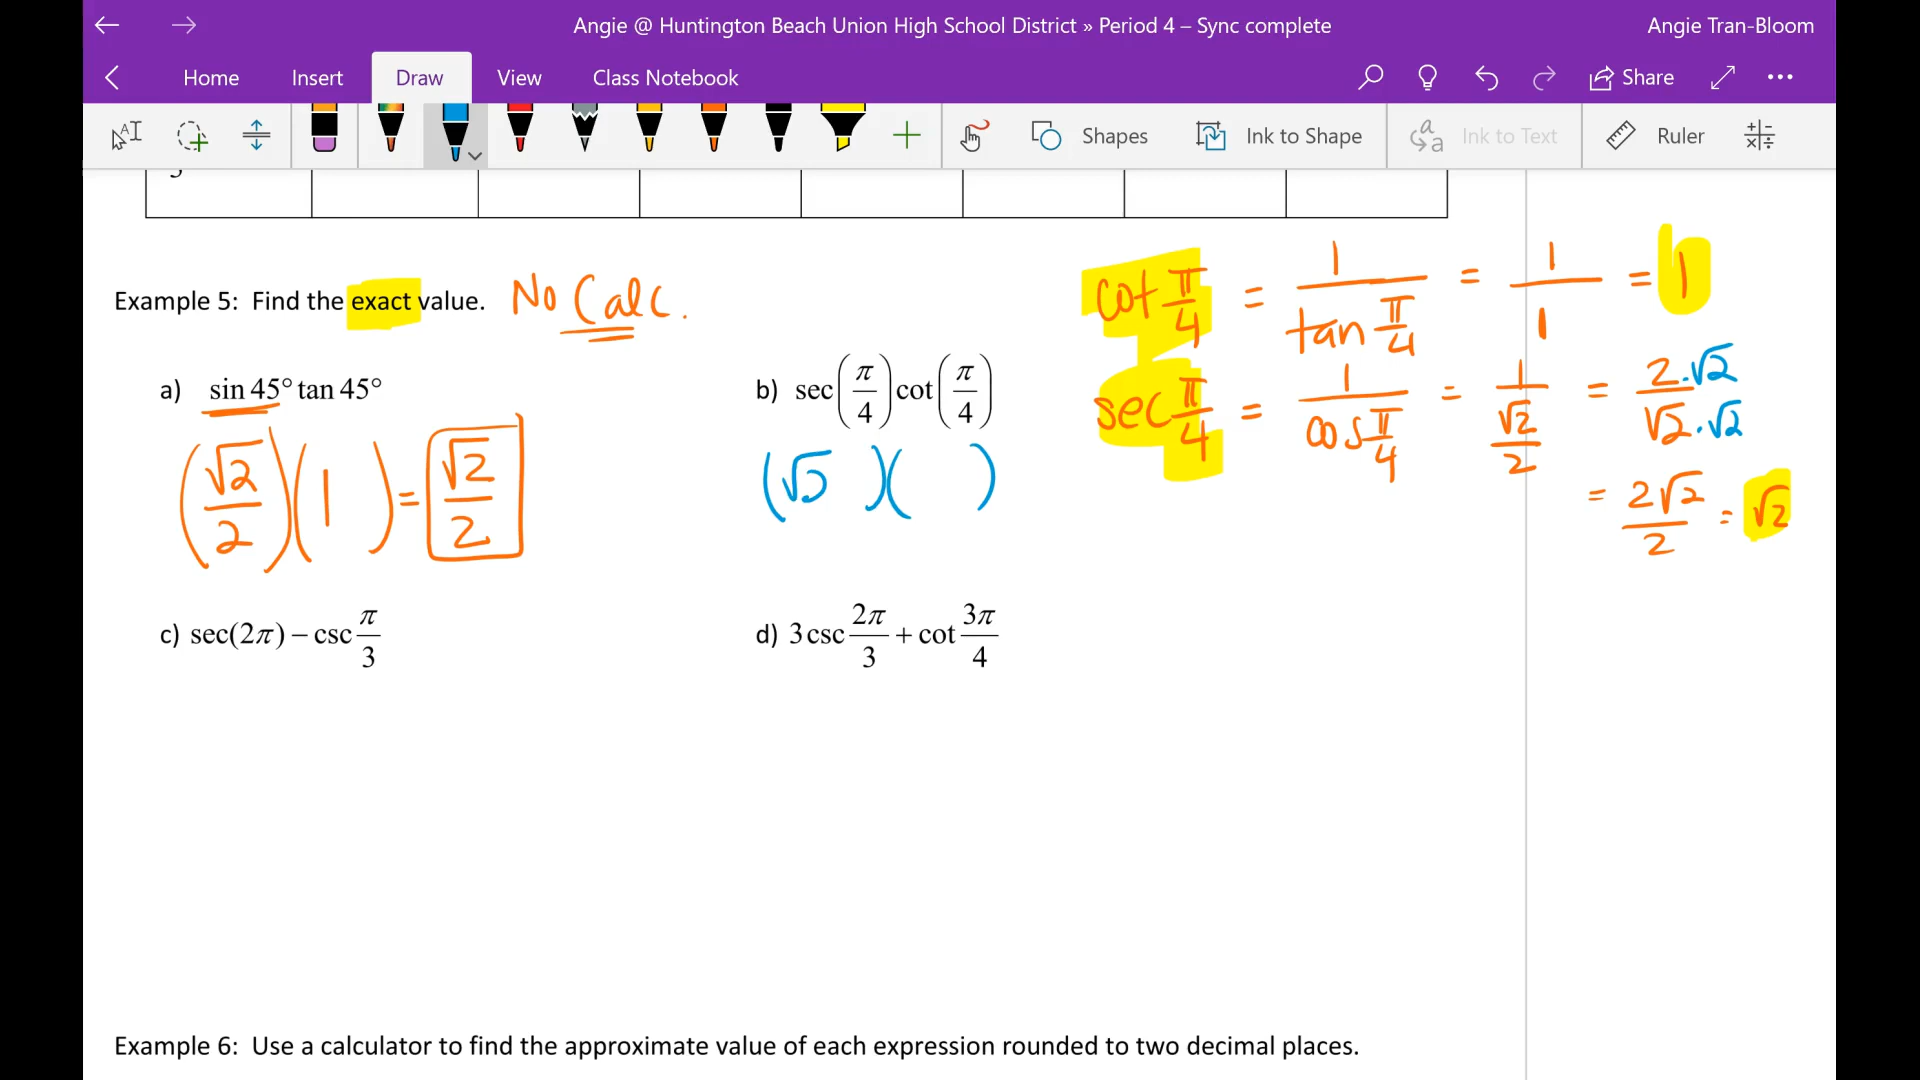 Angie @ Huntington Beach Union High School District » Period 4 – Sync complete
Angie Tran-Bloom
Home Insert Draw View Class Notebook Share
Shapes Ink to Shape Ink to Text Ruler
Example 5: Find the exact value. No Calc.
cot π/4 = 1/(tan π/4) = 1/1 = 1
a) sin 45° tan 45°
b) sec(π/4) cot(π/4)
sec π/4 = 1/(cos π/4) = 1/(√2/2) = 2·√2/√2·√2
(√2/2)(1) = √2/2
= 2√2/2 = √2
c) sec(2π) – csc π/3
d) 3 csc 2π/3 + cot 3π/4
Example 6: Use a calculator to find the approximate value of each expression rounded to two decimal places.